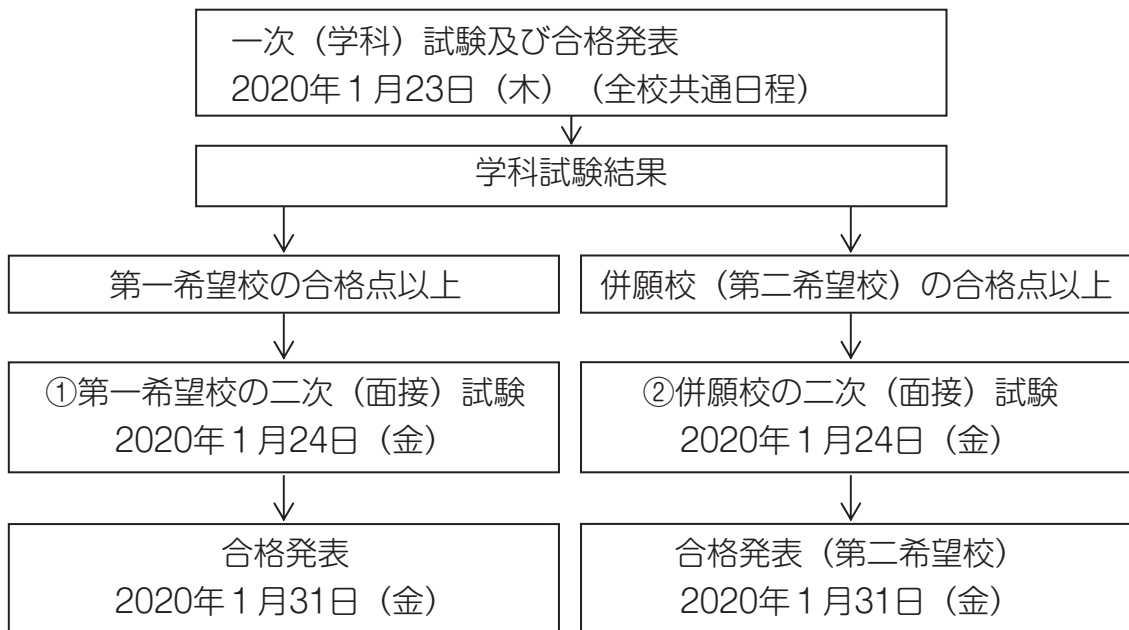 一次（学科）試験及び合格発表
2020年１月23日（木）（全校共通日程）
学科試験結果
第一希望校の合格点以上
併願校（第二希望校）の合格点以上
①第一希望校の二次（面接）試験
2020年１月24日（金）
②併願校の二次（面接）試験
2020年１月24日（金）
合格発表
2020年１月31日（金）
合格発表（第二希望校）
2020年１月31日（金）